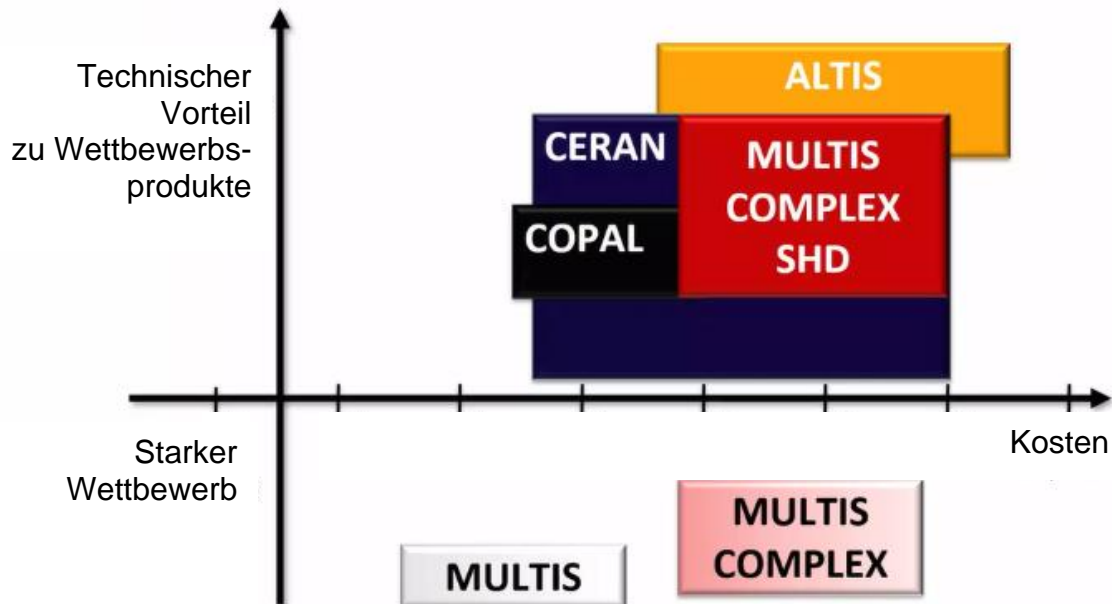 Technischer
Vorteil
zu Wettbewerbs-
produkte
ALTIS
CERAN
MULTIS
COMPLEX
SHD
COPAL
Kosten
Starker
Wettbewerb
MULTIS
COMPLEX
MULTIS